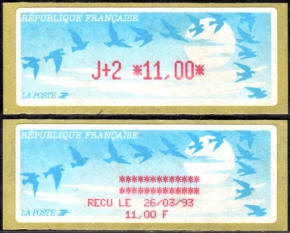 RÉPUBLIQUE FRANÇAISE
J+2 *11,00*
LA POSTE
RÉPUBLIQUE FRANÇAISE
**************
**************
RECU LE 26/03/93
11,00 F
LA POSTE